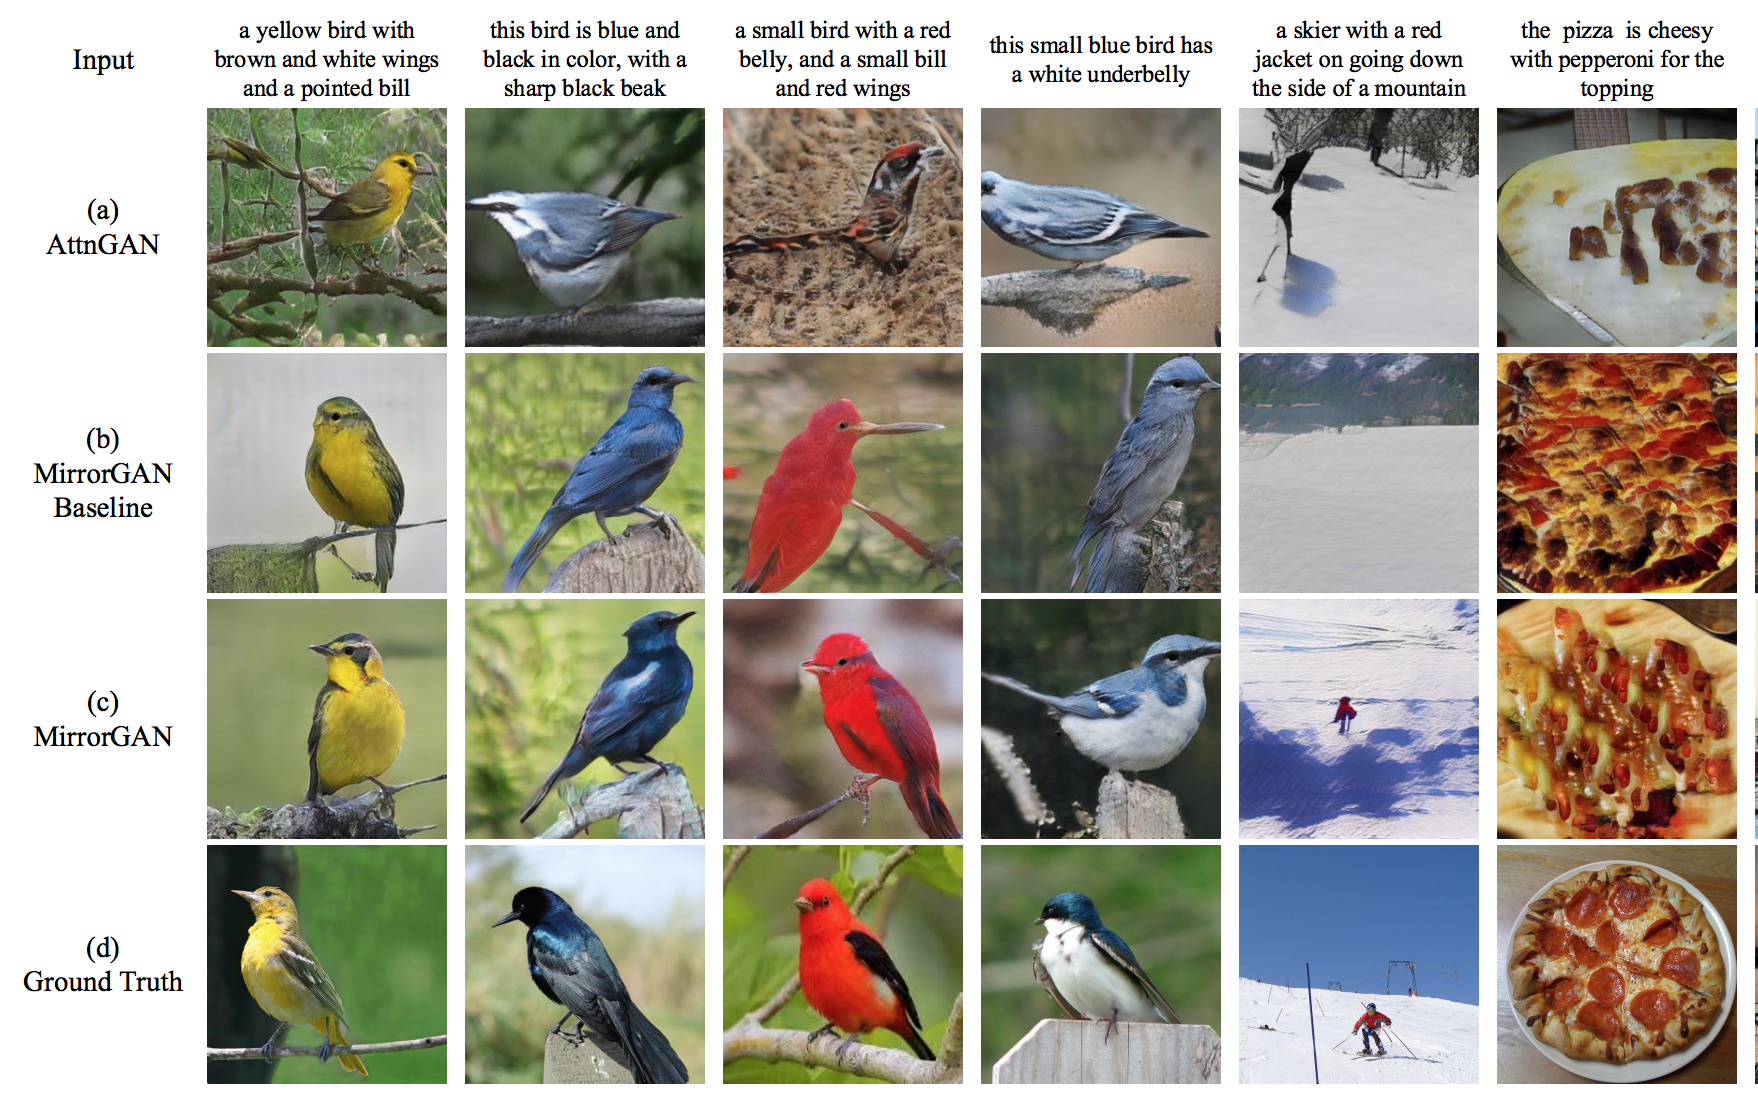 Input
a yellow bird with
brown and white wings
and a pointed bill
this bird is blue and
black in color, with a
sharp black beak
a small bird with a red
belly, and a small bill
and red wings
this small blue bird has
a white underbelly
a skier with a red
jacket on going down
the side of a mountain
the pizza is cheesy
with pepperoni for the
topping
(a)
AttnGAN
(b)
MirrorGAN
Baseline
(c)
MirrorGAN
(d)
Ground Truth